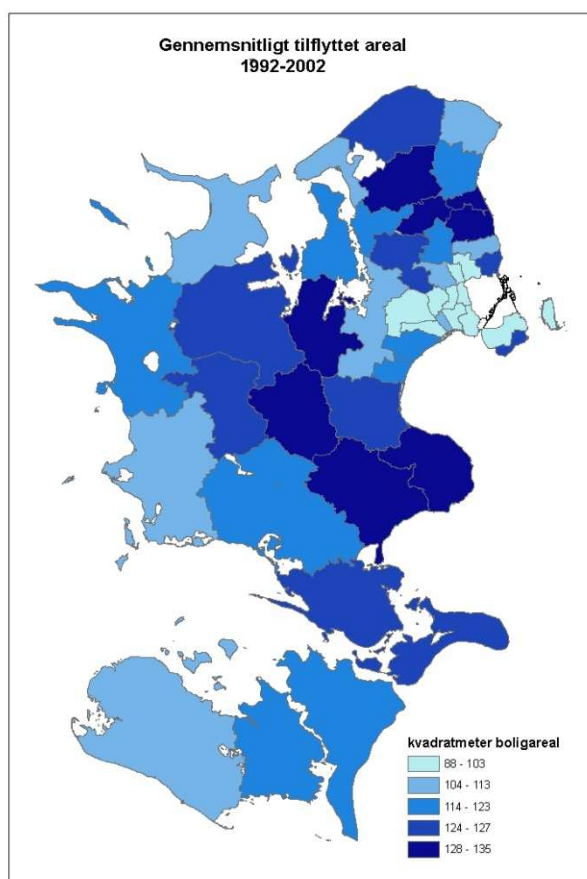 Gennemsnitligt tilflyttet areal
1992-2002
kvadratmeter boligareal
88 - 103
104 - 113
114 - 123
124 - 127
128 - 135